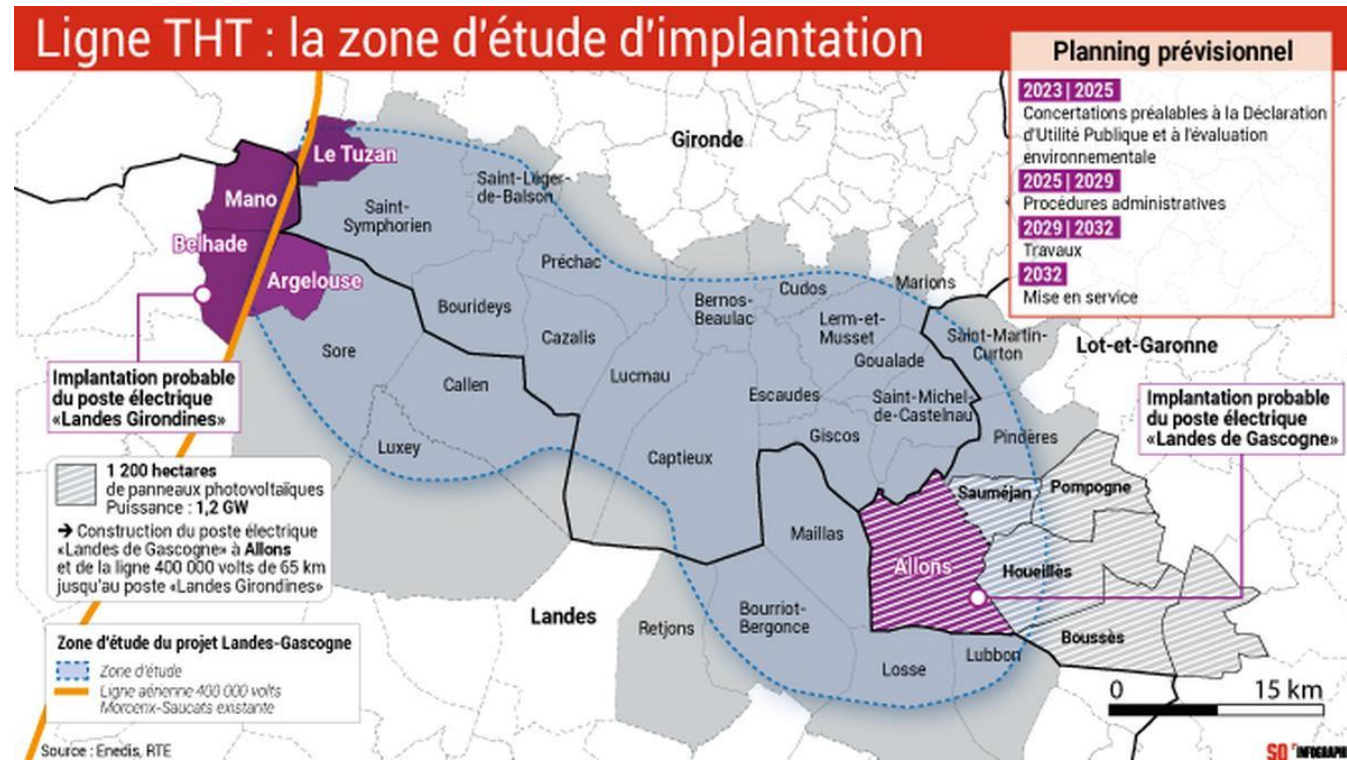 Ligne THT : la zone d'étude d'implantation
Planning prévisionnel
2023 | 2025
Concertations préalables à la Déclaration
d'Utilité Publique et à l'évaluation
environnementale
2025 | 2029
Procédures administratives
2029 | 2032
Travaux
2032
Mise en service
Gironde
Le Tuzan
Mano
Belhade
Argelouse
Saint-Léger-
de-Balson
Saint-
Symphorien
Préchac
Bourideys
Cazalis
Bernos-
Beaulac
Cudos
Marions
Lerm-et-
Musset
Goualade
Saint-Martin-
Curton
Lot-et-Garonne
Sore
Callen
Lucmau
Escaudes
Saint-Michel-
de-Castelnau
Giscos
Pindères
Luxey
Captieux
Implantation probable
du poste électrique
«Landes Girondines»
Implantation probable
du poste électrique
«Landes de Gascogne»
1 200 hectares
de panneaux photovoltaïques
Puissance : 1,2 GW
→ Construction du poste électrique
«Landes de Gascogne» à Allons
et de la ligne 400 000 volts de 65 km
jusqu'au poste «Landes Girondines»
Sauméjan
Pompogne
Maillas
Allons
Houeillès
Landes
Retjons
Bourriot-
Bergonce
Boussès
Losse
Lubbon
Zone d'étude du projet Landes-Gascogne
Zone d'étude
Ligne aérienne 400 000 volts
Morcenx-Saucats existante
0 15 km
Source : Enedis, RTE
SO